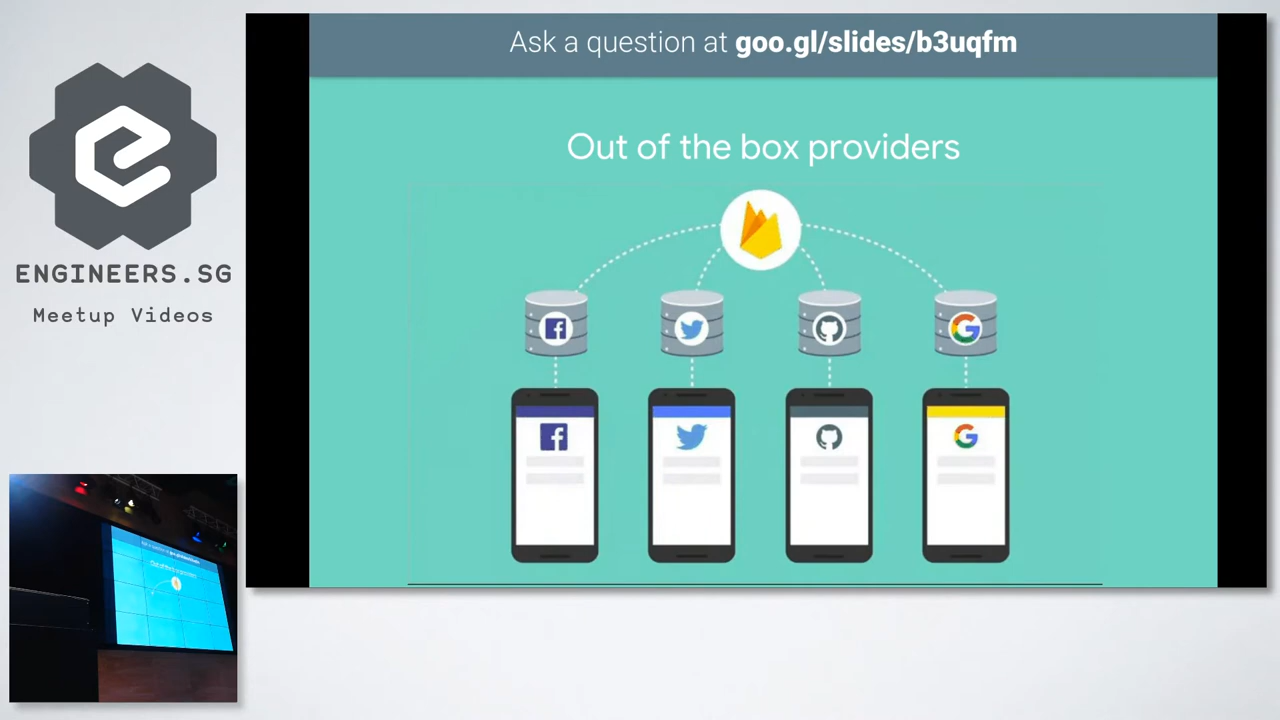 Ask a question at goo.gl/slides/b3uqfm
Out of the box providers
ENGINEERS.SG
Meetup Videos